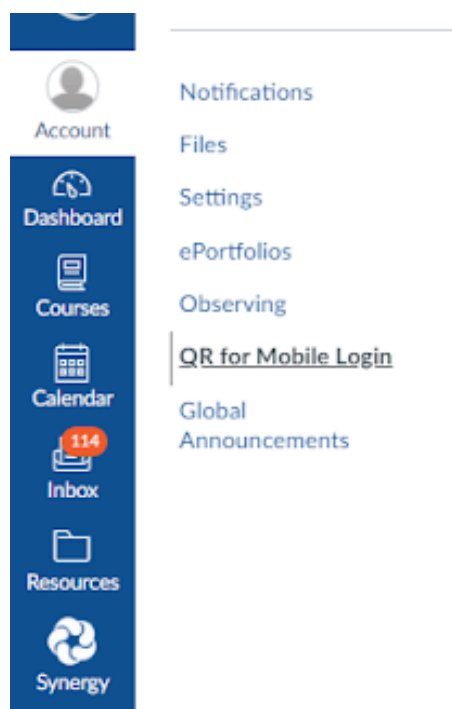 Account
Dashboard
Courses
Calendar
114
Inbox
Resources
Synergy
Notifications
Files
Settings
ePortfolios
Observing
QR for Mobile Login
Global
Announcements